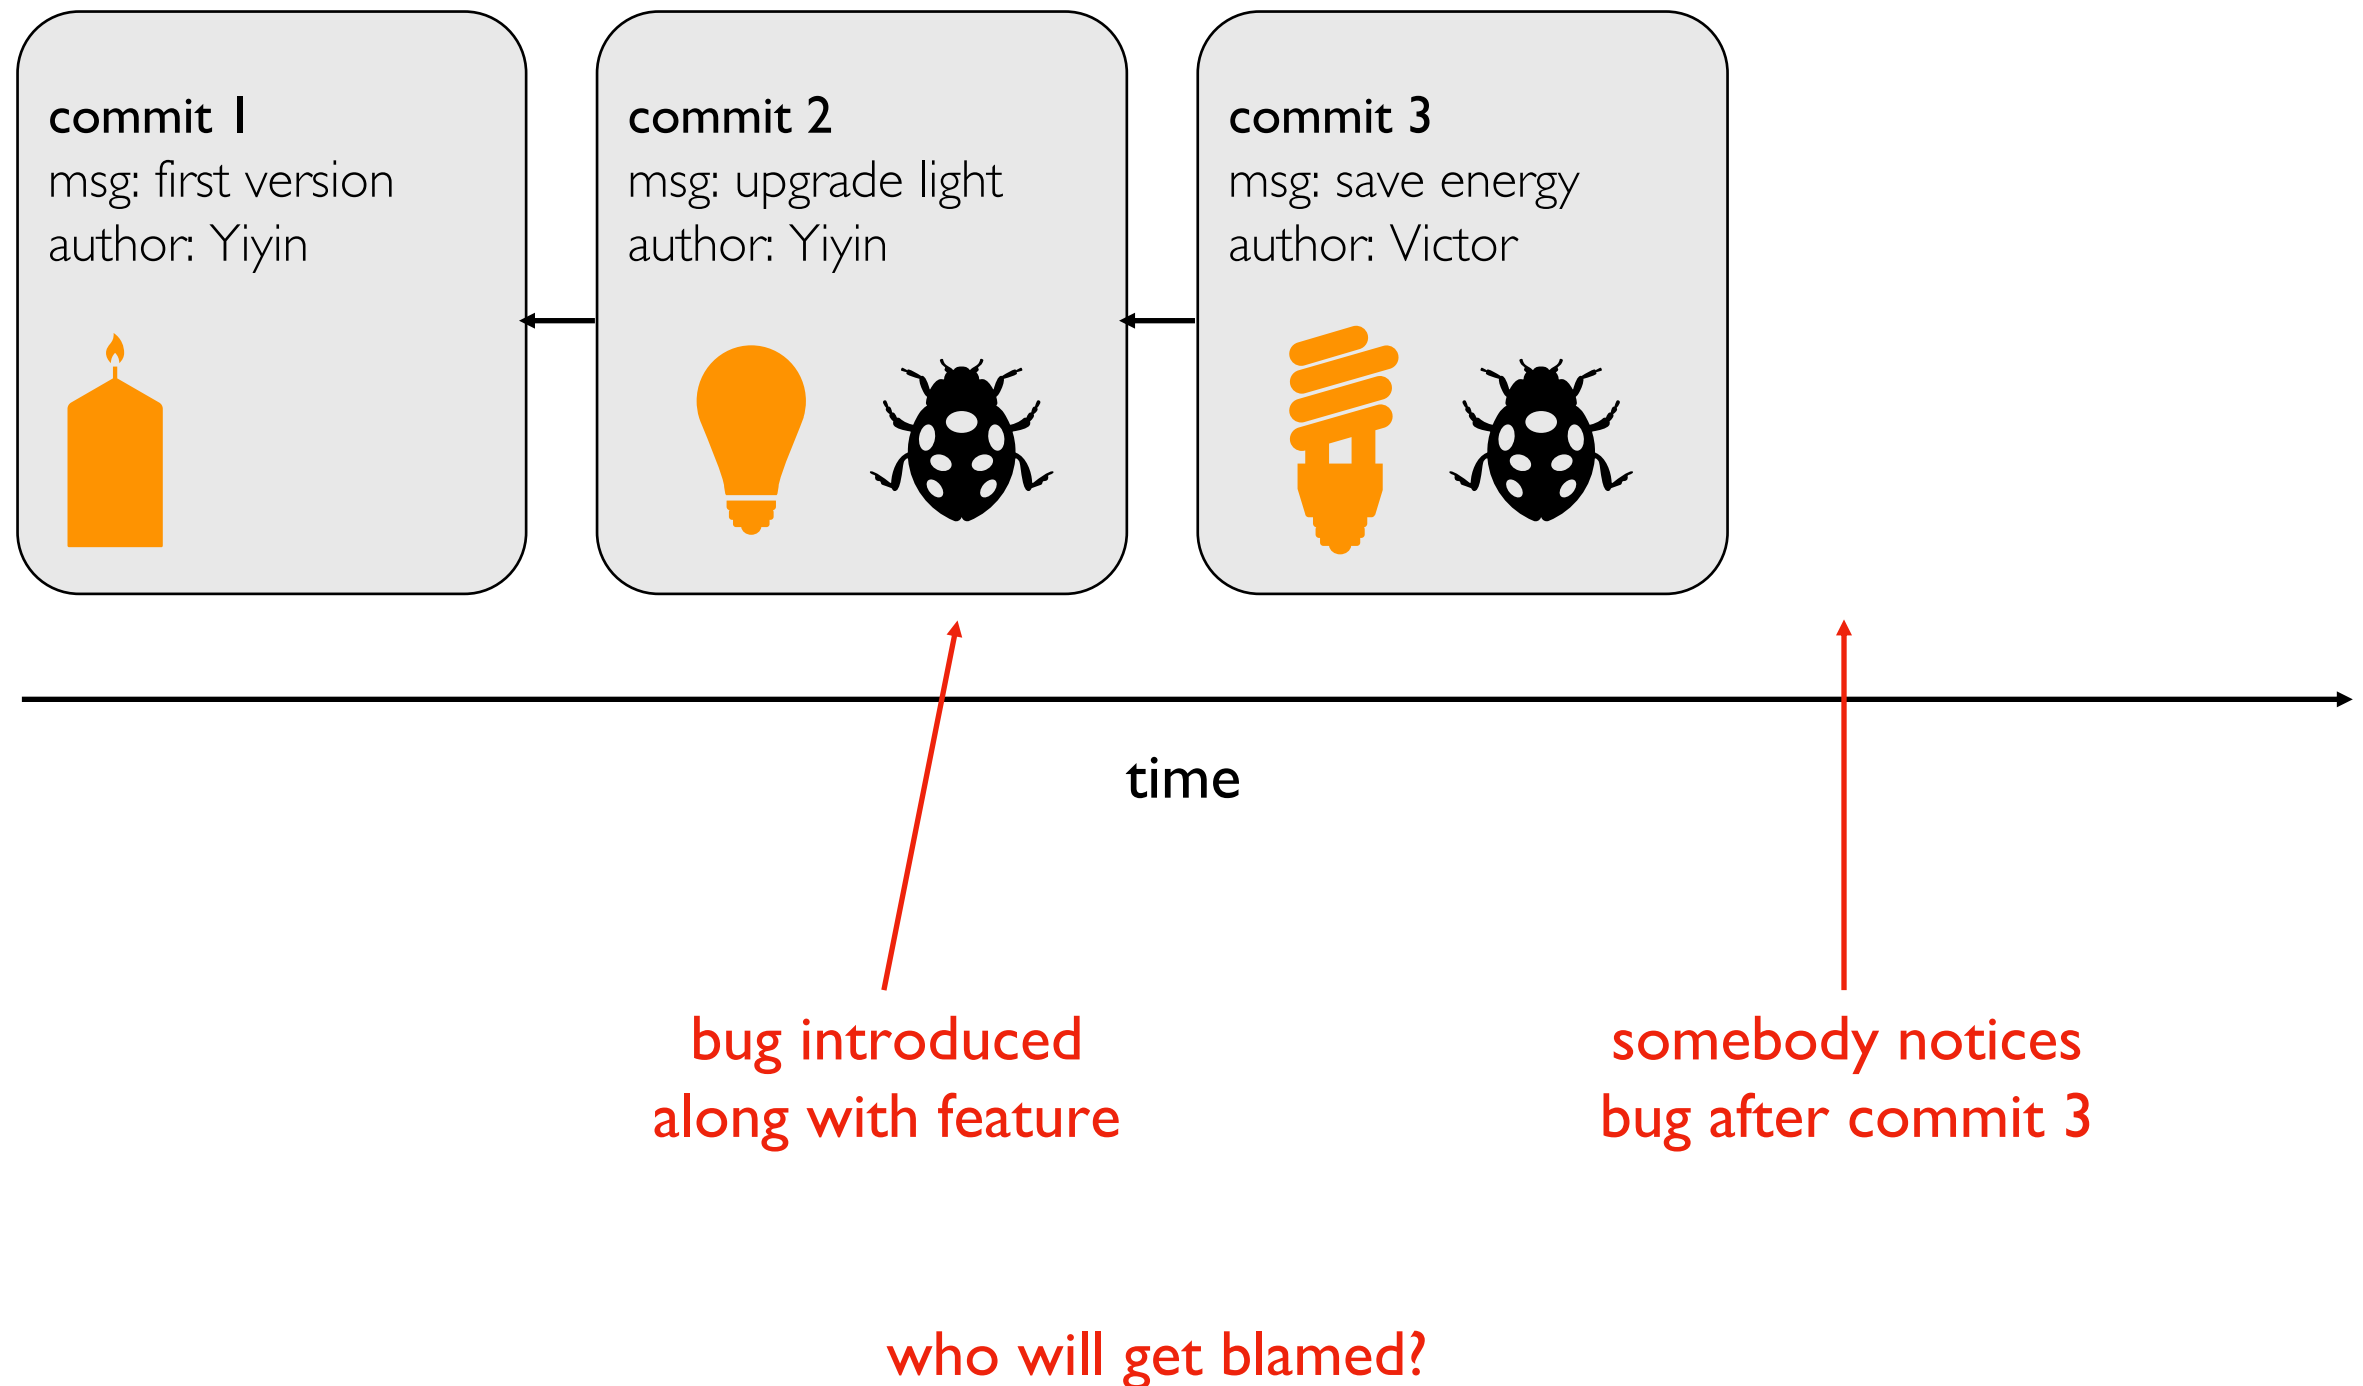 commit 1
msg: first version
author: Yiyin
commit 2
msg: upgrade light
author: Yiyin
commit 3
msg: save energy
author: Victor
time
bug introduced
along with feature
somebody notices
bug after commit 3
who will get blamed?